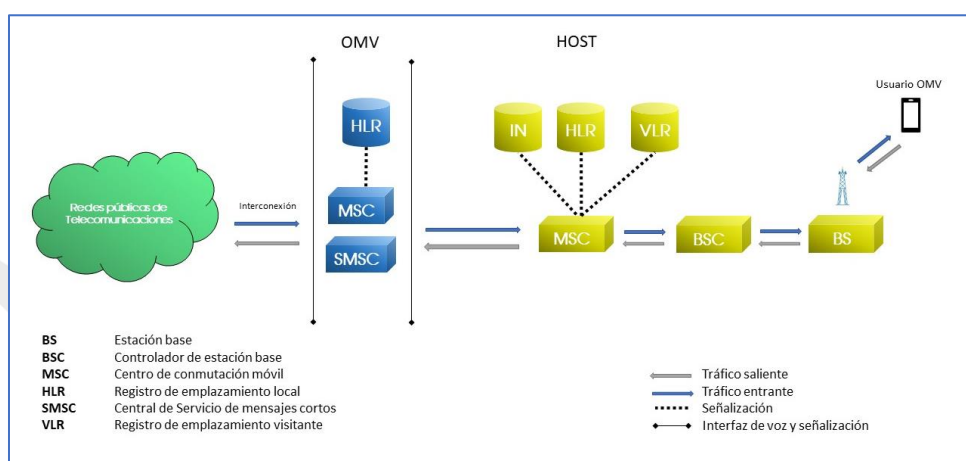 OMV
HOST
Usuario OMV
HLR
IN
HLR
VLR
Redes públicas de
Telecomunicaciones
Interconexión
MSC
SMSC
MSC
BSC
BS
BS Estación base
BSC Controlador de estación base
MSC Centro de conmutación móvil
HLR Registro de emplazamiento local
SMSC Central de Servicio de mensajes cortos
VLR Registro de emplazamiento visitante
Tráfico saliente
Tráfico entrante
Señalización
Interfaz de voz y señalización